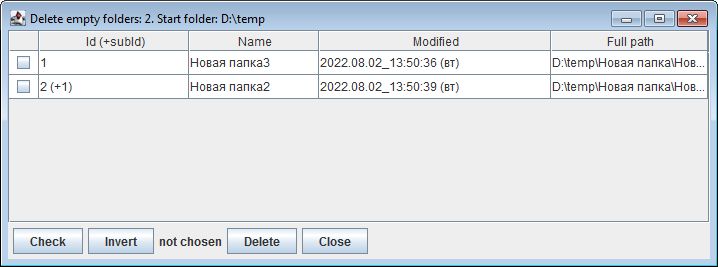 Delete empty folders: 2. Start folder: D:\temp
Id (+subId) Name Modified Full path
1 Новая папка3 2022.08.02_13:50:36 (вт) D:\temp\Новая папка\Нов...
2 (+1) Новая папка2 2022.08.02_13:50:39 (вт) D:\temp\Новая папка\Нов...
Check Invert not chosen Delete Close